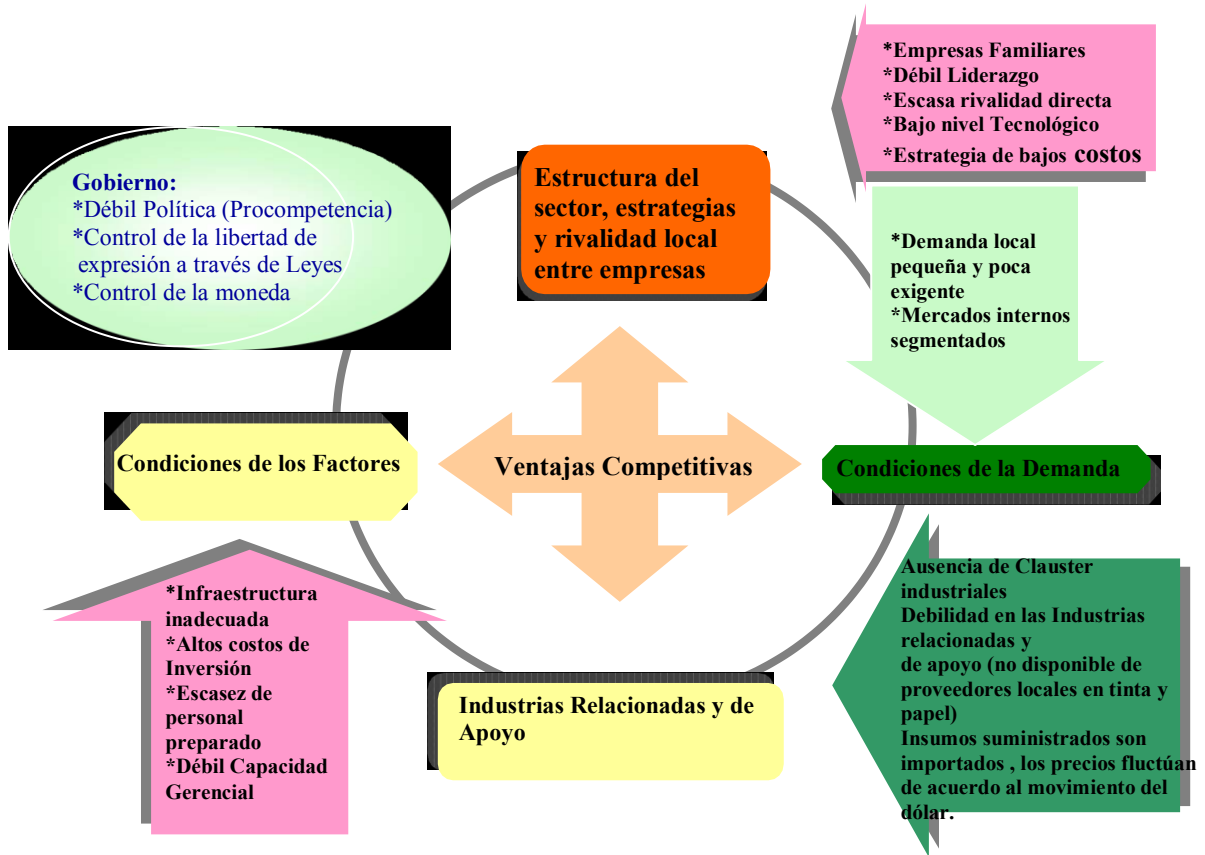 *Empresas Familiares
*Débil Liderazgo
*Escasa rivalidad directa
*Bajo nivel Tecnológico
*Estrategia de bajos costos
Gobierno:
*Débil Política (Procompetencia)
*Control de la libertad de
expresión a través de Leyes
*Control de la moneda
Estructura del
sector, estrategias
y rivalidad local
entre empresas
*Demanda local
pequeña y poca
exigente
*Mercados internos
segmentados
Condiciones de los Factores
Ventajas Competitivas
Condiciones de la Demanda
*Infraestructura
inadecuada
*Altos costos de
Inversión
*Escasez de
personal
preparado
*Débil Capacidad
Gerencial
Industrias Relacionadas y de
Apoyo
Ausencia de Clauster
industriales
Debilidad en las Industrias
relacionadas y
de apoyo (no disponible de
proveedores locales en tinta y
papel)
Insumos suministrados son
importados , los precios fluctúan
de acuerdo al movimiento del
dólar.